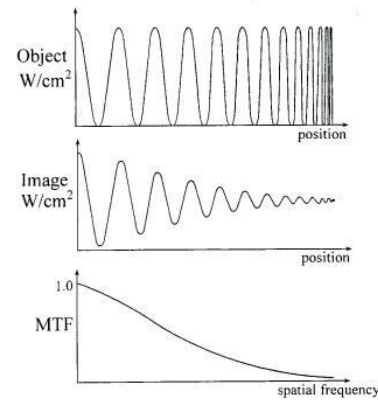 Object
W/cm²
position
Image
W/cm²
position
1.0
MTF
spatial frequency